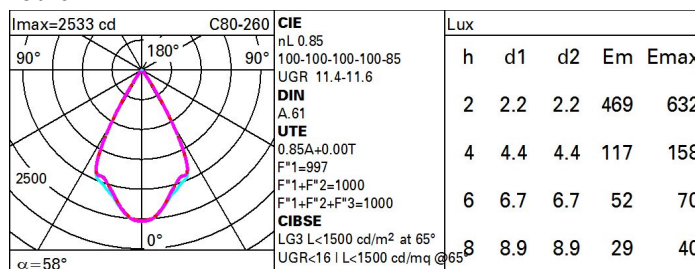 Imax=2533 cd C80-260
90° 180° 90°
2500
0°
α=58°
CIE
nL 0.85
100-100-100-100-85
UGR 11.4-11.6
DIN
A.61
UTE
0.85A+0.00T
F"1=997
F"1+F"2=1000
F"1+F"2+F"3=1000
CIBSE
LG3 L<1500 cd/m² at 65°
UGR<16 | L<1500 cd/mq @65°
Lux
h d1 d2 Em Emax
2 2.2 2.2 469 632
4 4.4 4.4 117 158
6 6.7 6.7 52 70
8 8.9 8.9 29 40